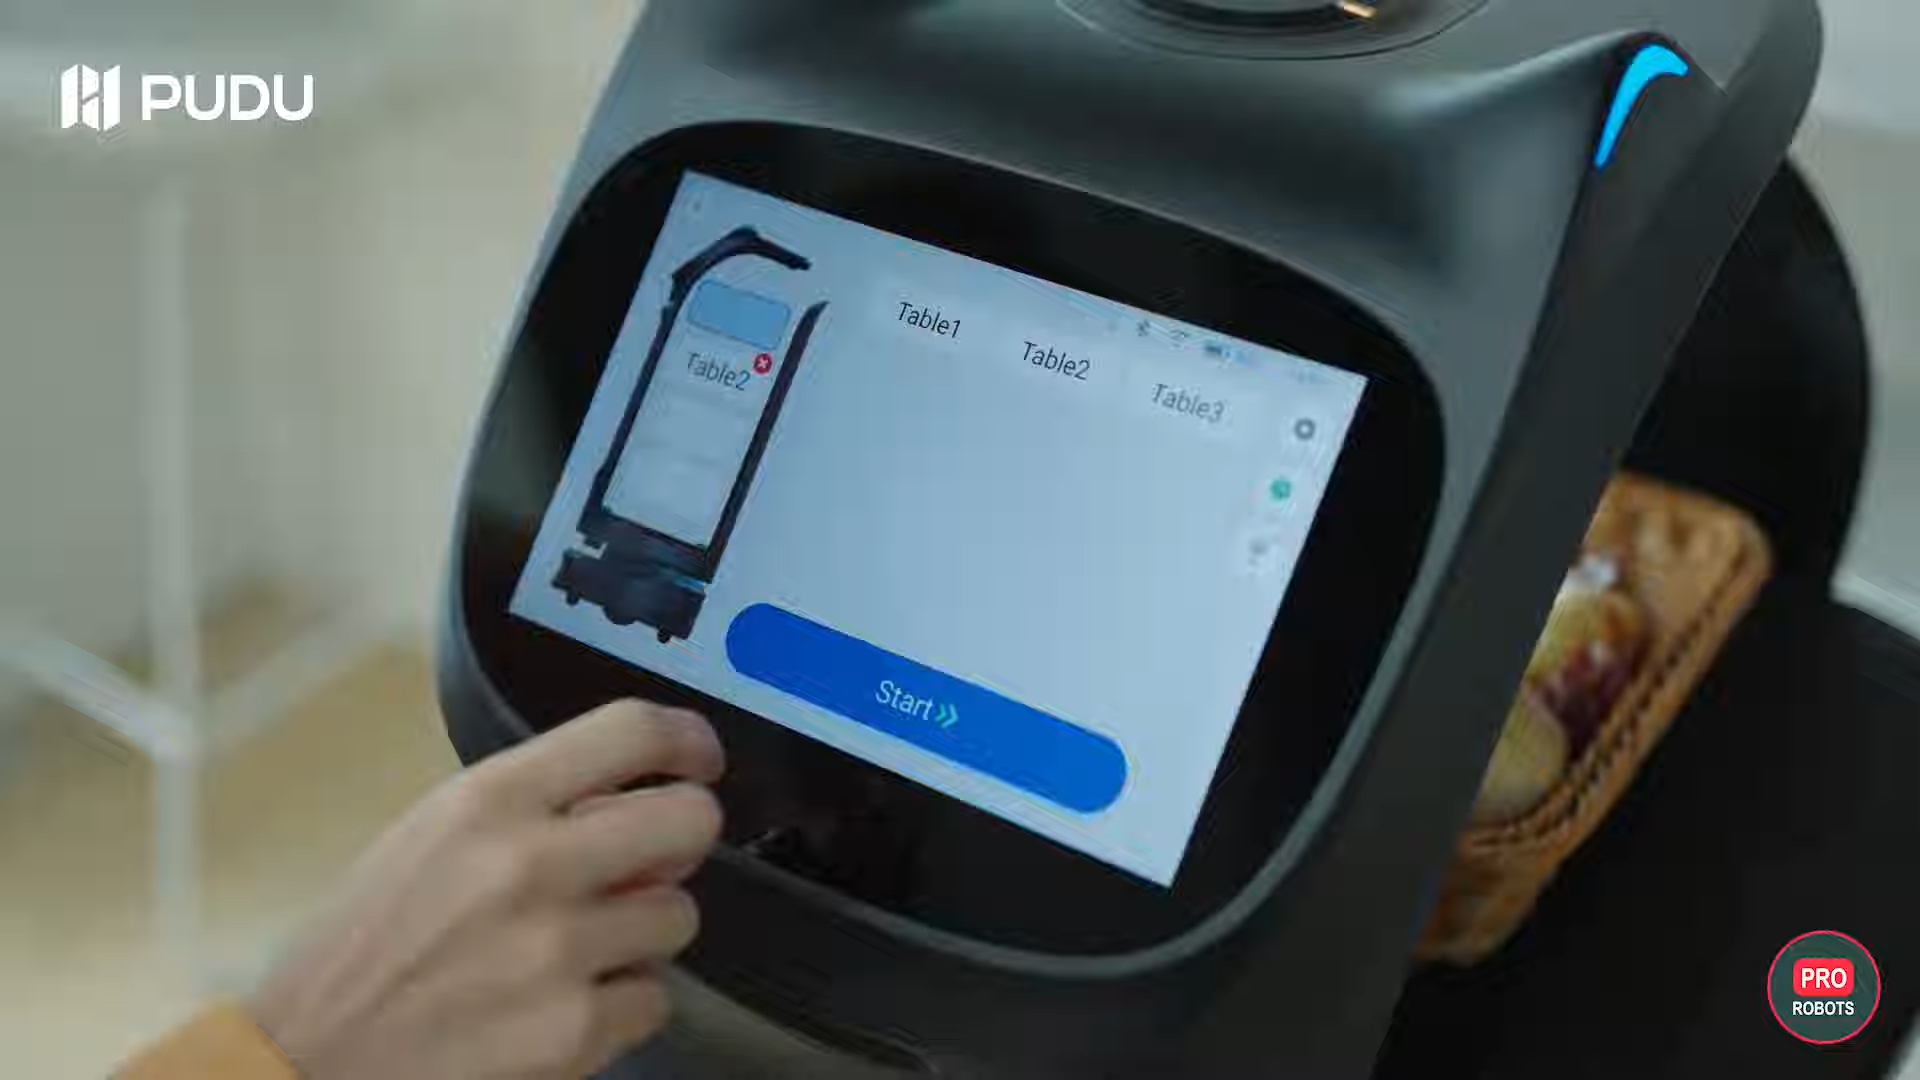 PUDU
Table1
Table2
Table3
Table2
Start
PRO
ROBOTS